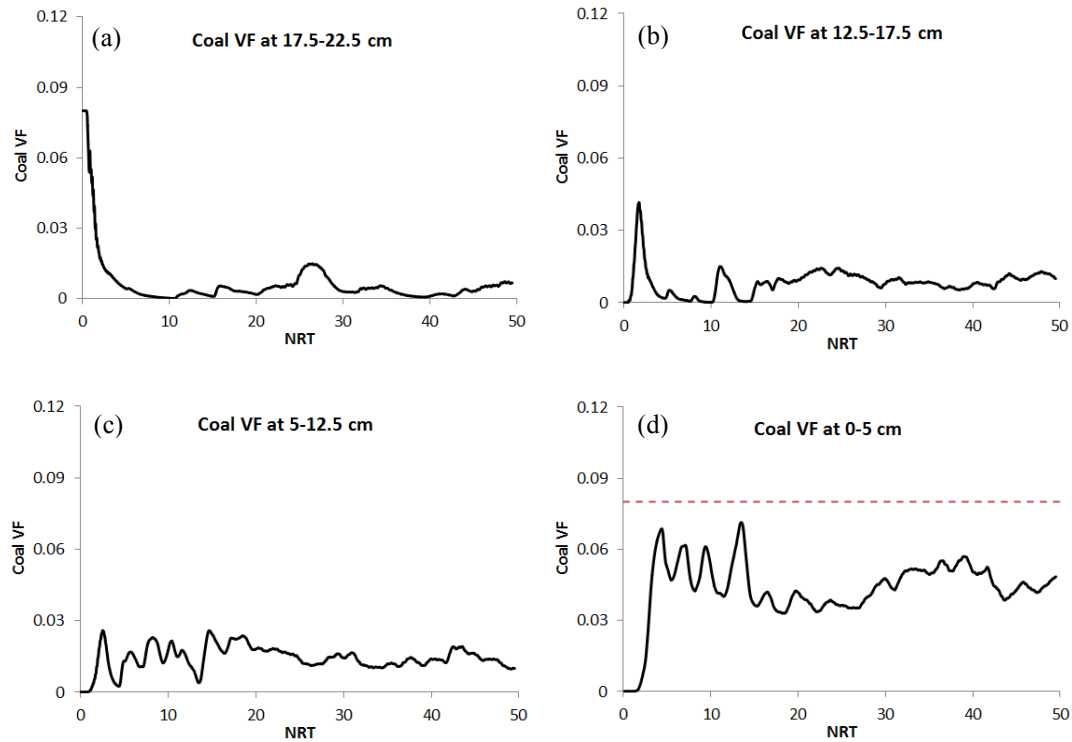 0.12
(a)
Coal VF at 17.5-22.5 cm
0.09
0.06
0.03
0
Coal VF
0 10 20 30 40 50
NRT
0.12
(b)
Coal VF at 12.5-17.5 cm
0.09
0.06
0.03
0
Coal VF
0 10 20 30 40 50
NRT
0.12
(c)
Coal VF at 5-12.5 cm
0.09
0.06
0.03
0
Coal VF
0 10 20 30 40 50
NRT
0.12
(d)
Coal VF at 0-5 cm
0.09
0.06
0.03
0
Coal VF
0 10 20 30 40 50
NRT